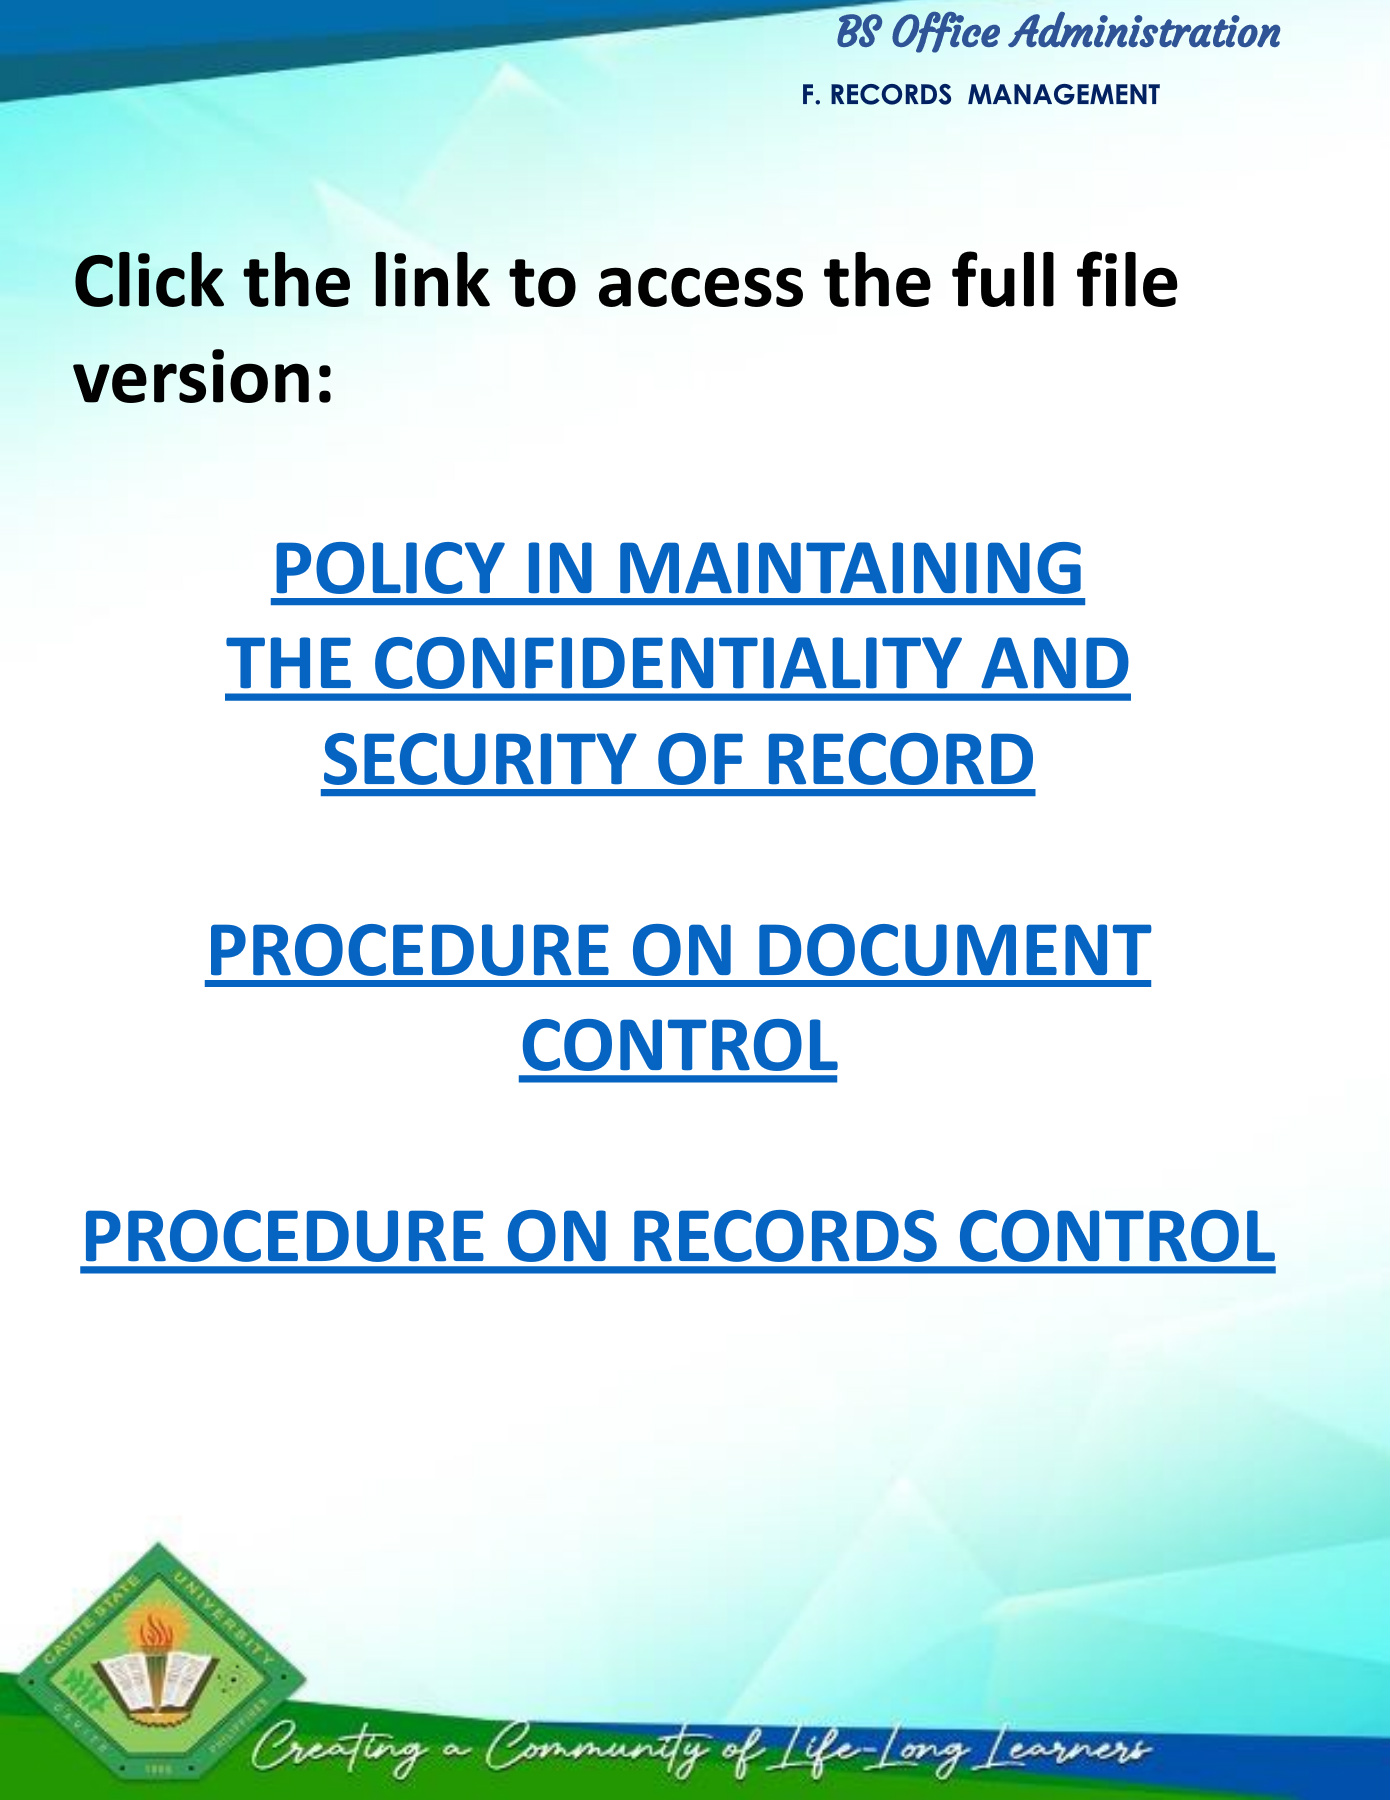 BS Office Administration
F. RECORDS MANAGEMENT
Click the link to access the full file
version:
POLICY IN MAINTAINING
THE CONFIDENTIALITY AND
SECURITY OF RECORD
PROCEDURE ON DOCUMENT
CONTROL
PROCEDURE ON RECORDS CONTROL
CAVITE STATE UNIVERSITY
CAVITE
1906
PHILIPPINES
Creating a Community of Life-Long Learners